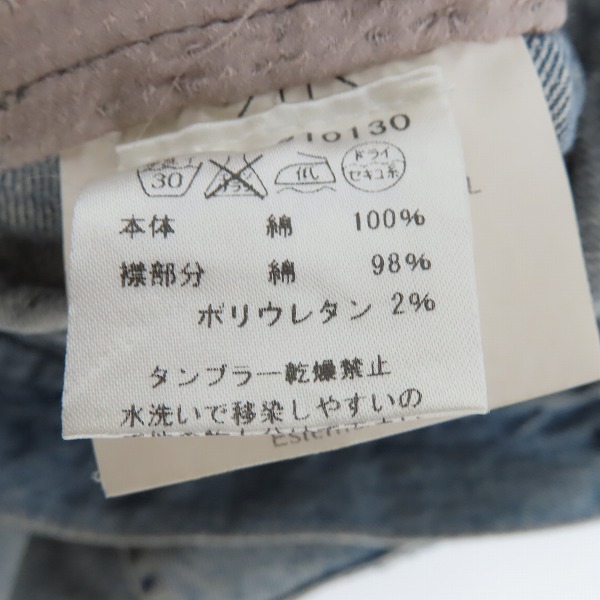 210130
30
低
ドライ
セキユ系
本体 綿 100%
襟部分 綿 98%
ポリウレタン 2%
タンブラー乾燥禁止
水洗いで移染しやすいの
L